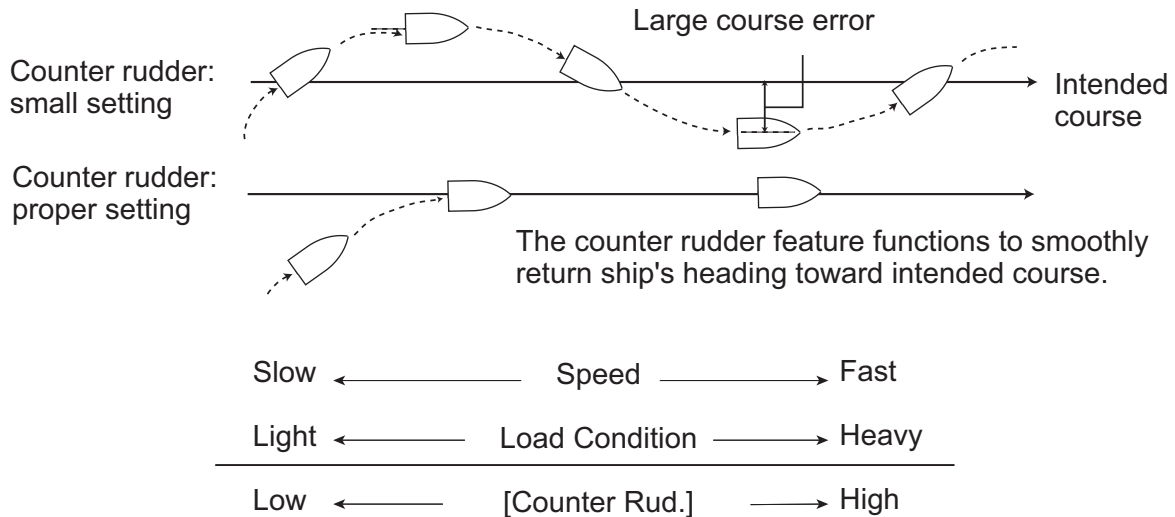 Large course error
Counter rudder:
small setting
Intended
course
Counter rudder:
proper setting
The counter rudder feature functions to smoothly
return ship's heading toward intended course.
Slow Speed Fast
Light Load Condition Heavy
Low [Counter Rud.] High